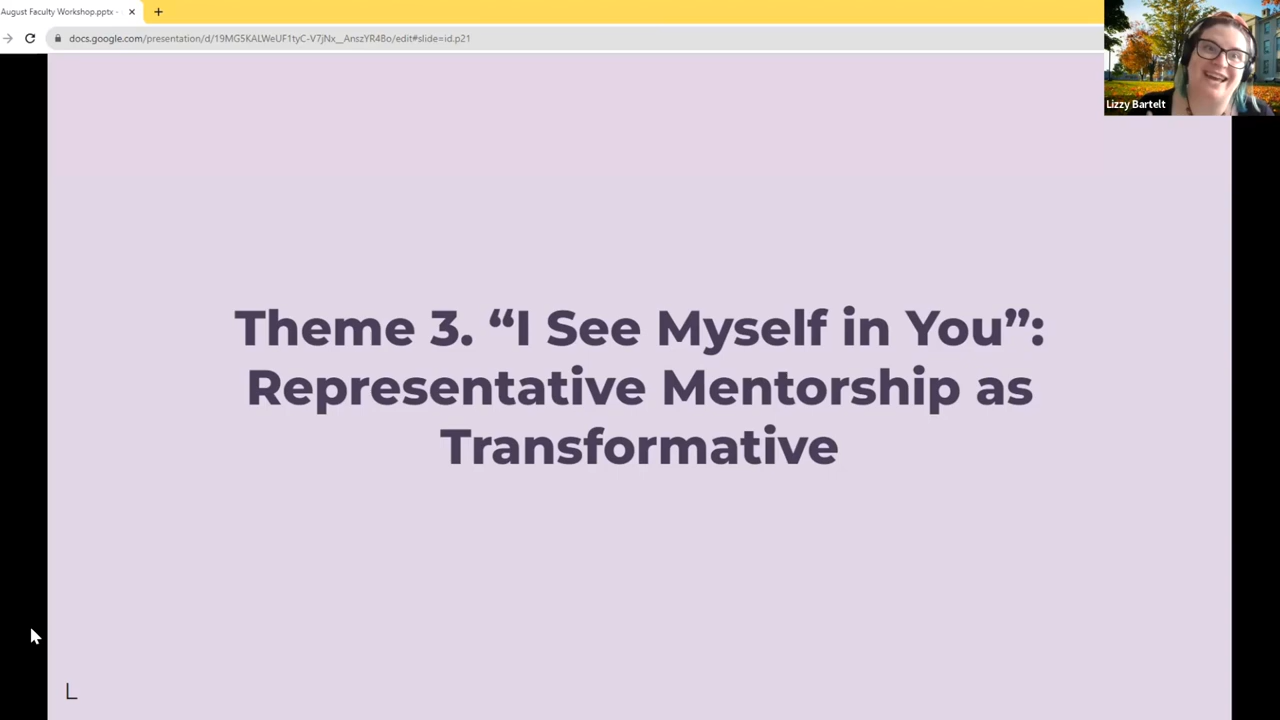 August Faculty Workshop.pptx -
docs.google.com/presentation/d/19MG5KALWeUF1tyC-V7jNx__AnszYR48o/edit#slide=id.p21
Lizzy Bartelt
Theme 3. “I See Myself in You”:
Representative Mentorship as
Transformative
L